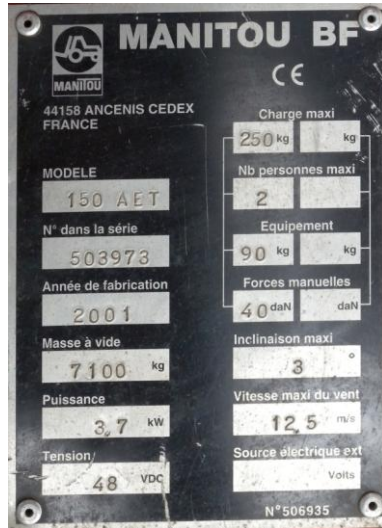 MANITOU BF
MANITOU
CE
44158 ANCENIS CEDEX
FRANCE
MODELE
150 AET
N° dans la série
503973
Année de fabrication
2001
Masse à vide
7100 kg
Puissance
3,7 kW
Tension
48 VDC
Charge maxi
250 kg kg
Nb personnes maxi
2
Equipement
90 kg kg
Forces manuelles
40 daN daN
Inclinaison maxi
3 °
Vitesse maxi du vent
12,5 m/s
Source électrique ext
Volts
N°506935